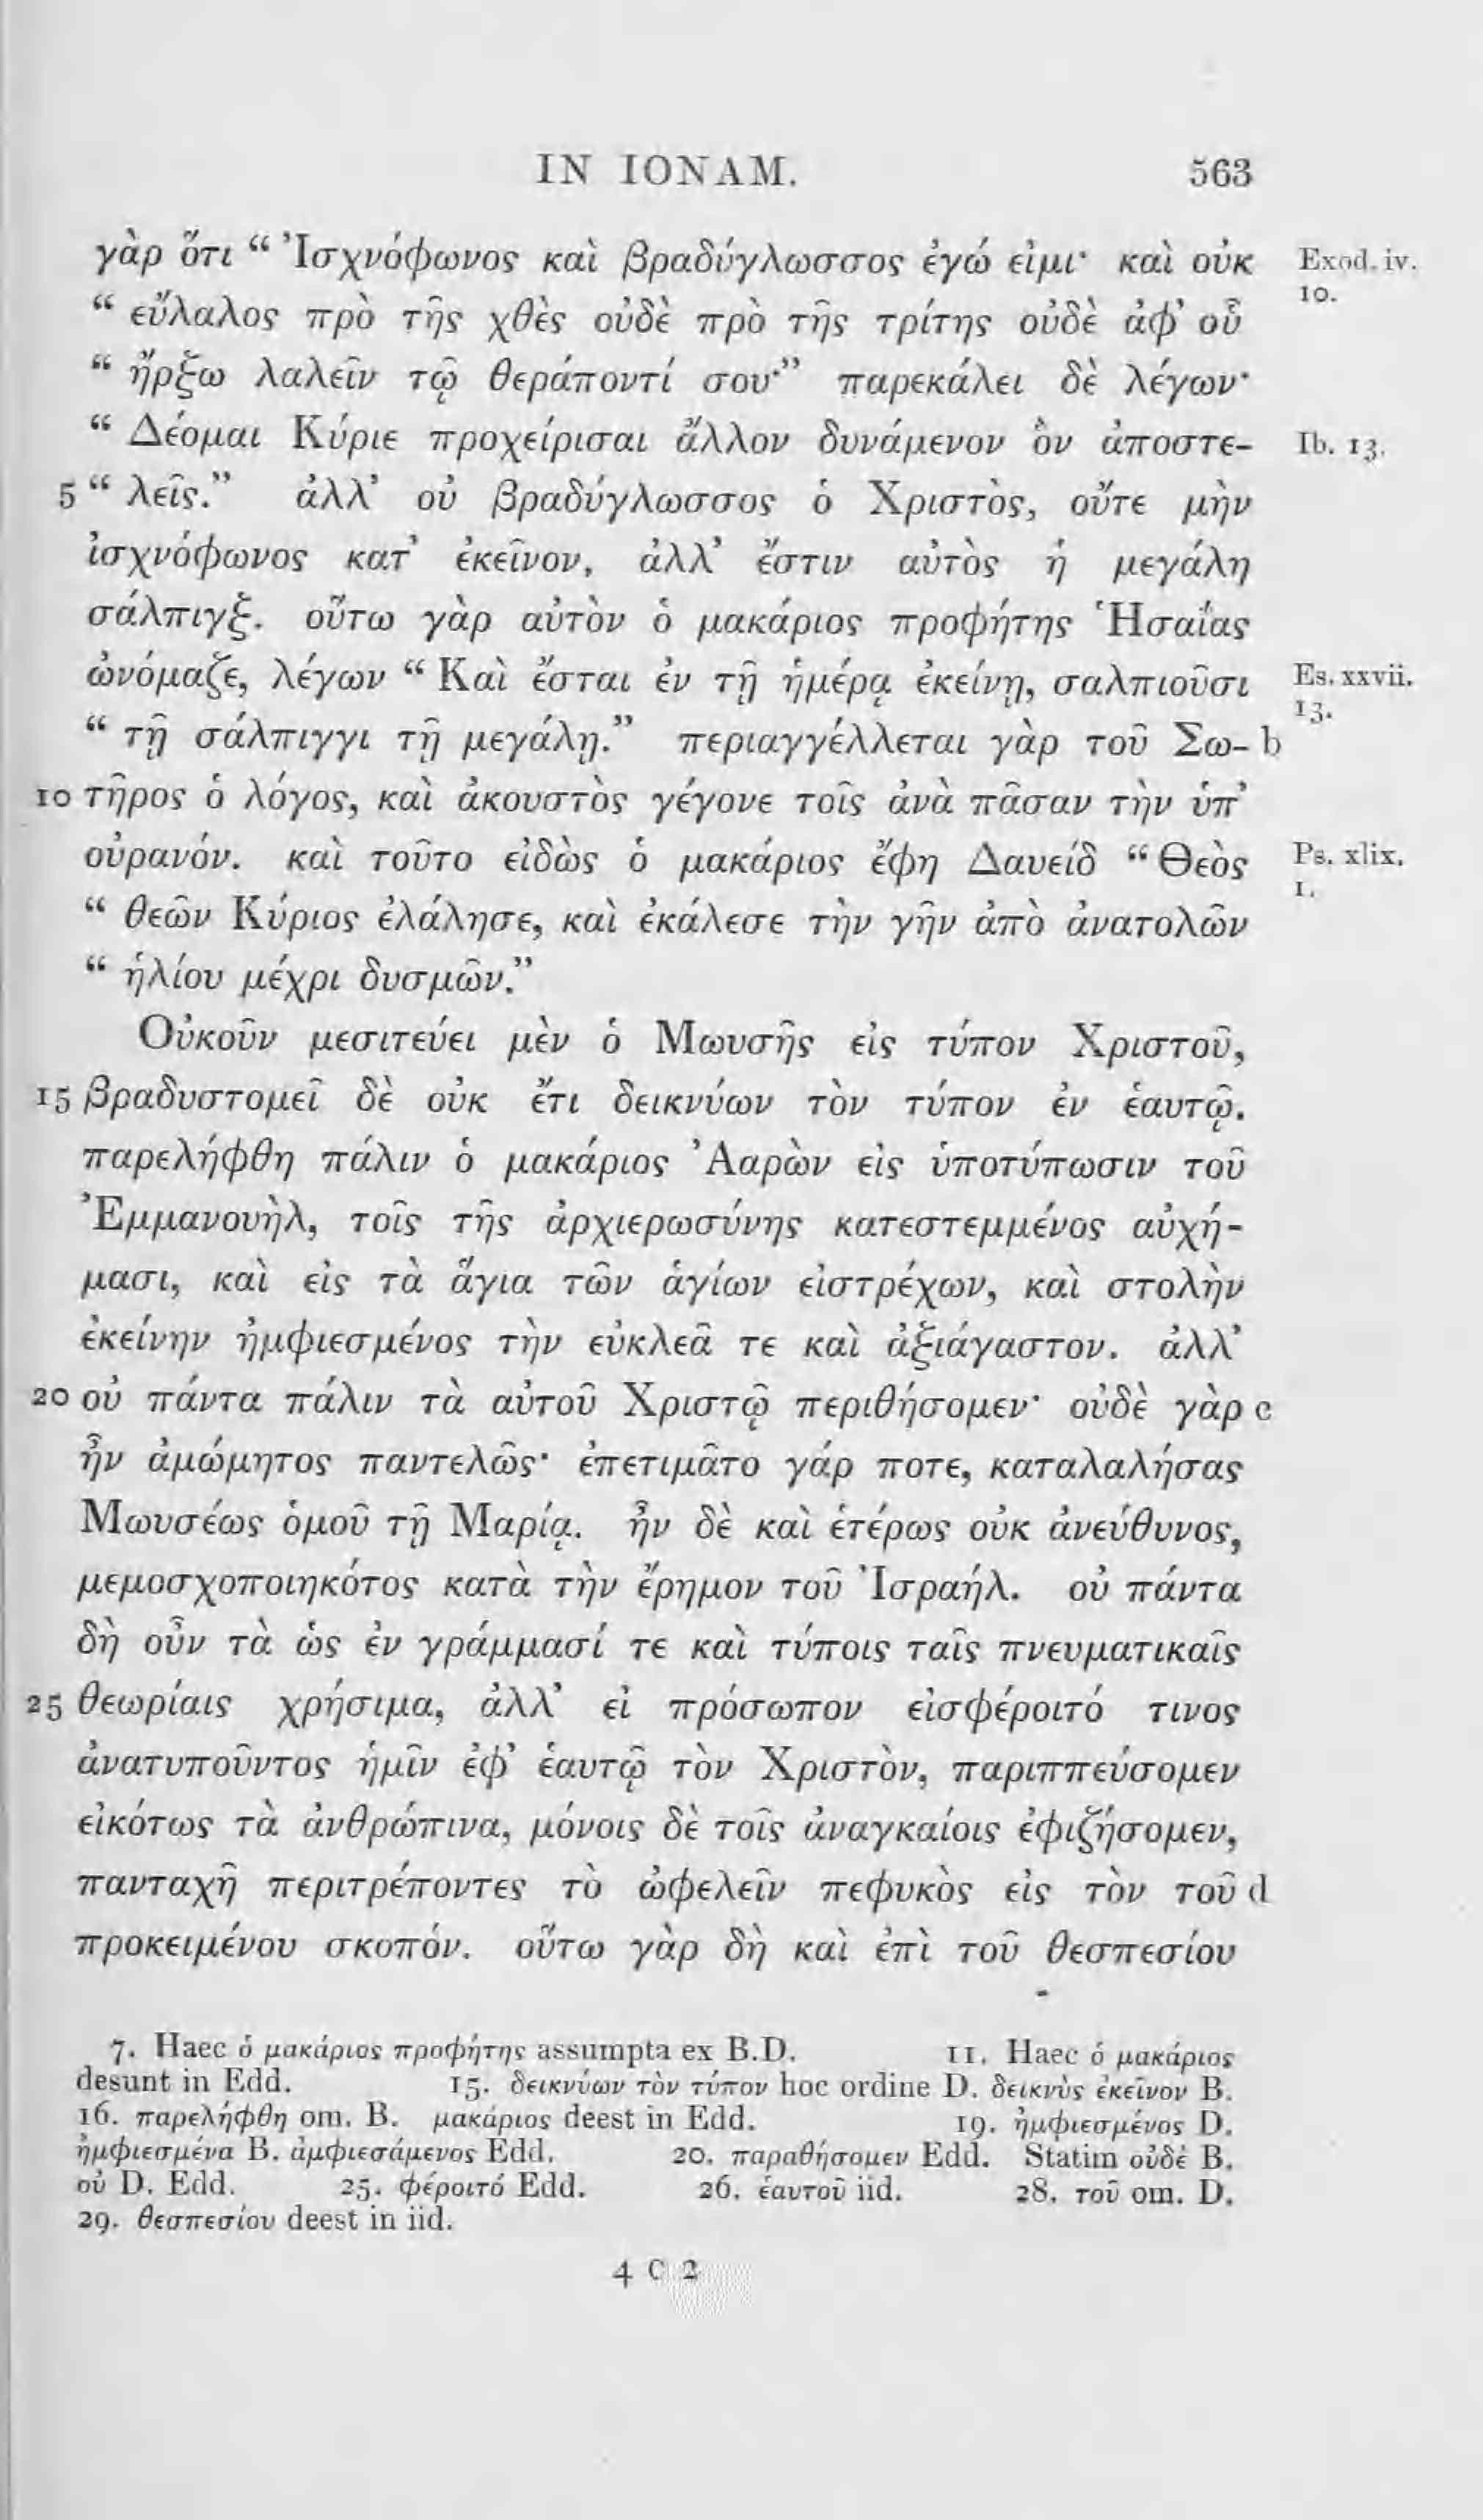 IN IONAM. 563
γὰρ ὅτι “ Ἰσχνόφωνος καὶ βραδύγλωσσος ἐγώ εἰμι· καὶ οὐκ Exod. iv.
“ εὔλαλος πρὸ τῆς χθὲς οὐδὲ πρὸ τῆς τρίτης οὐδὲ ἀφ’ οὗ 10.
“ ἤρξω λαλεῖν τῷ θεράποντί σου·” παρεκάλει δὲ λέγων·
“ Δέομαι Κύριε προχείρισαι ἄλλον δυνάμενον ὃν ἀποστε- Ib. 13.
5 “ λεῖς.” ἀλλ’ οὐ βραδύγλωσσος ὁ Χριστὸς, οὔτε μὴν
ἰσχνόφωνος κατ’ ἐκεῖνον, ἀλλ’ ἔστιν αὐτὸς ἡ μεγάλη
σάλπιγξ. οὕτω γὰρ αὐτὸν ὁ μακάριος προφήτης Ἡσαΐας
ὠνόμαζε, λέγων “ Καὶ ἔσται ἐν τῇ ἡμέρᾳ ἐκείνῃ, σαλπιοῦσι Es. xxvii.
13.
“ τῇ σάλπιγγι τῇ μεγάλῃ.” περιαγγέλλεται γὰρ τοῦ Σω- b
10 τῆρος ὁ λόγος, καὶ ἀκουστὸς γέγονε τοῖς ἀνὰ πᾶσαν τὴν ὑπ’
οὐρανόν. καὶ τοῦτο εἰδὼς ὁ μακάριος ἔφη Δαυείδ “ Θεὸς Ps. xlix.
1.
“ θεῶν Κύριος ἐλάλησε, καὶ ἐκάλεσε τὴν γῆν ἀπὸ ἀνατολῶν
“ ἡλίου μέχρι δυσμῶν.”
Οὐκοῦν μεσιτεύει μὲν ὁ Μωυσῆς εἰς τύπον Χριστοῦ,
15 βραδυστομεῖ δὲ οὐκ ἔτι δεικνύων τὸν τύπον ἐν ἑαυτῷ.
παρελήφθη πάλιν ὁ μακάριος Ἀαρὼν εἰς ὑποτύπωσιν τοῦ
Ἐμμανουὴλ, τοῖς τῆς ἀρχιερωσύνης κατεστεμμένος αὐχή-
μασι, καὶ εἰς τὰ ἅγια τῶν ἁγίων εἰστρέχων, καὶ στολὴν
ἐκείνην ἠμφιεσμένος τὴν εὐκλεᾶ τε καὶ ἀξιάγαστον. ἀλλ’
20 οὐ πάντα πάλιν τὰ αὐτοῦ Χριστῷ περιθήσομεν· οὐδὲ γὰρ c
ἦν ἀμώμητος παντελῶς· ἐπετιμᾶτο γάρ ποτε, καταλαλήσας
Μωυσέως ὁμοῦ τῇ Μαρίᾳ. ἦν δὲ καὶ ἑτέρως οὐκ ἀνεύθυνος,
μεμοσχοποιηκότος κατὰ τὴν ἔρημον τοῦ Ἰσραήλ. οὐ πάντα
δὴ οὖν τὰ ὡς ἐν γράμμασί τε καὶ τύποις ταῖς πνευματικαῖς
25 θεωρίαις χρήσιμα, ἀλλ’ εἰ πρόσωπον εἰσφέροιτό τινος
ἀνατυποῦντος ἡμῖν ἐφ’ ἑαυτῷ τὸν Χριστὸν, παριππεύσομεν
εἰκότως τὰ ἀνθρώπινα, μόνοις δὲ τοῖς ἀναγκαίοις ἐφιζήσομεν,
πανταχῆ περιτρέποντες τὸ ὠφελεῖν πεφυκὸς εἰς τὸν τοῦ d
προκειμένου σκοπόν. οὕτω γὰρ δὴ καὶ ἐπὶ τοῦ θεσπεσίου
7. Haec ὁ μακάριος προφήτης assumpta ex B.D. 11. Haec ὁ μακάριος
desunt in Edd. 15. δεικνύων τὸν τύπον hoc ordine D. δεικνὺς ἐκεῖνον B.
16. παρελήφθη om. B. μακάριος deest in Edd. 19. ἠμφιεσμένος D.
ἠμφιεσμένα B. ἀμφιεσάμενος Edd. 20. παραθήσομεν Edd. Statim οὐδὲ B.
οὐ D. Edd. 25. φέροιτό Edd. 26. ἑαυτοῦ iid. 28. τοῦ om. D.
29. θεσπεσίου deest in iid.
4 C 2